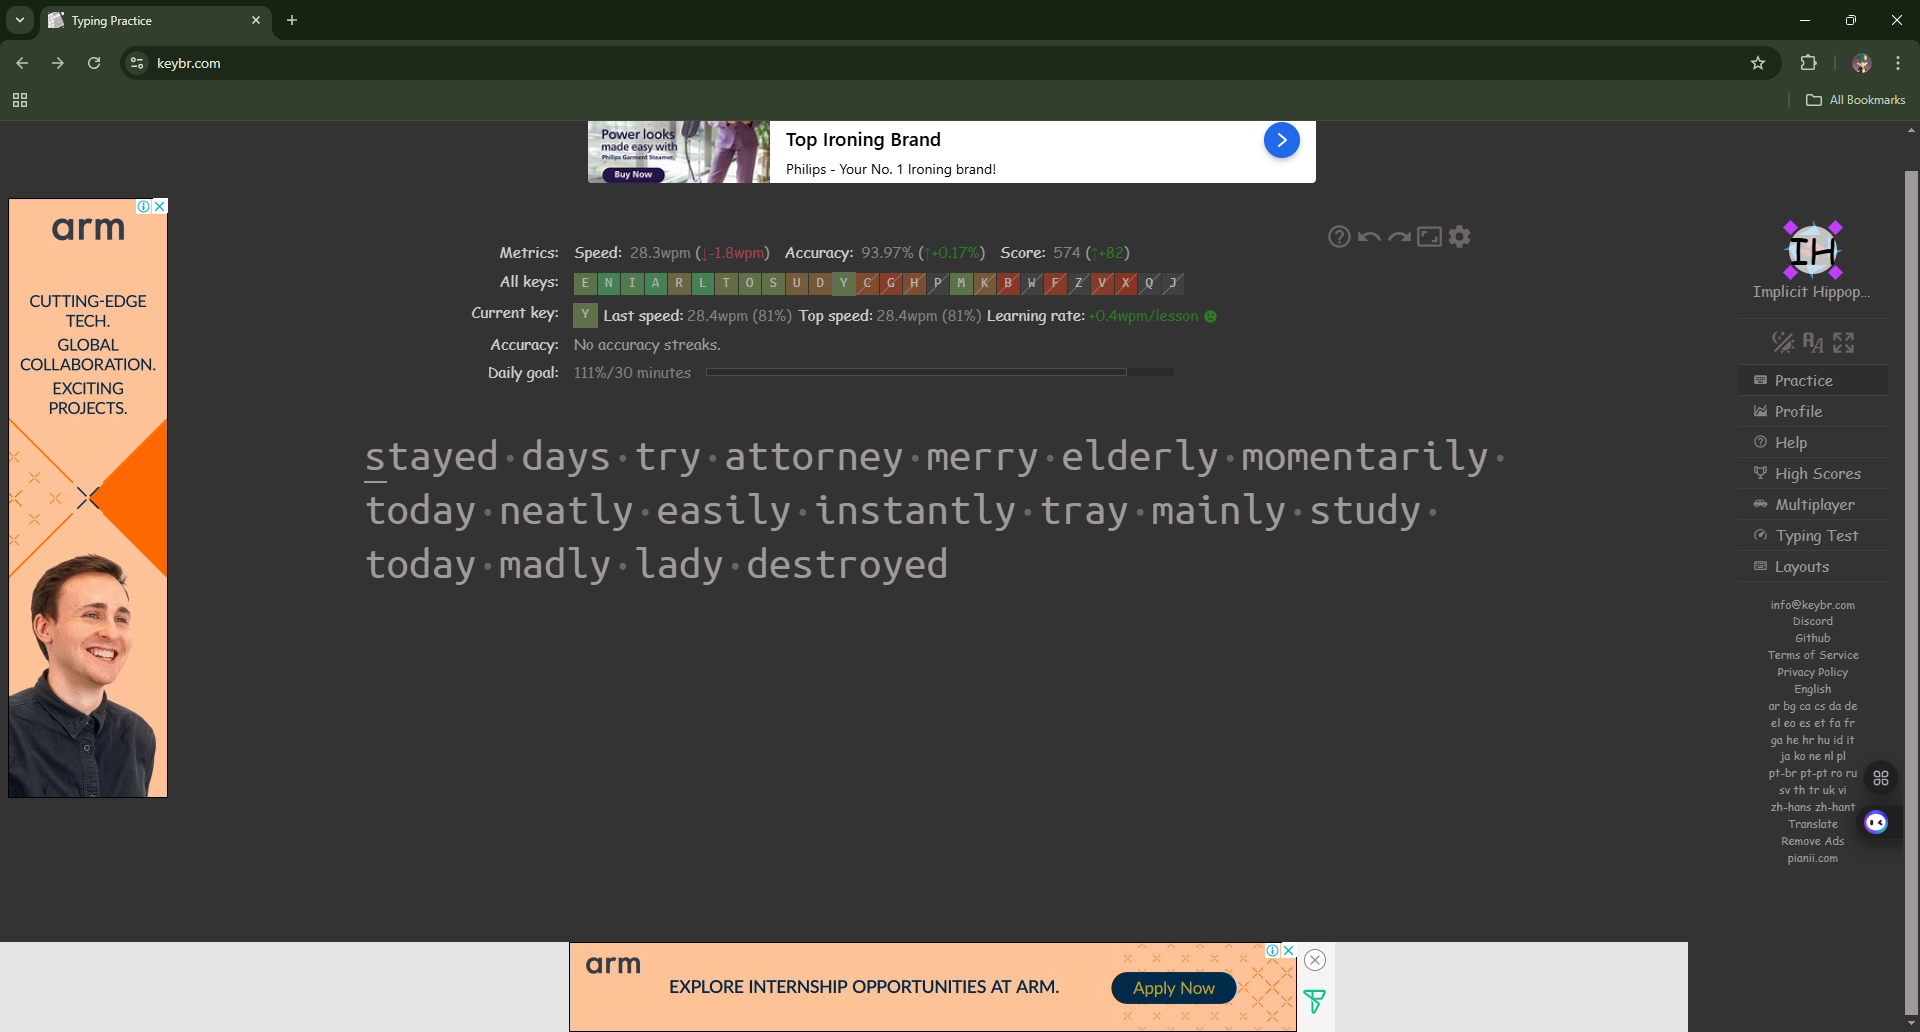 Typing Practice
keybr.com
All Bookmarks
Power looks
made easy with
Philips Garment Steamer.
Buy Now
Top Ironing Brand
Philips - Your No. 1 Ironing brand!
arm
CUTTING-EDGE
TECH.
GLOBAL
COLLABORATION.
EXCITING
PROJECTS.
Metrics: Speed: 28.3wpm (↓-1.8wpm) Accuracy: 93.97% (↑+0.17%) Score: 574 (↑+82)
All keys: E N I A R L T O S U D Y C G H P M K B W F Z V X Q J
Current key: Y Last speed: 28.4wpm (81%) Top speed: 28.4wpm (81%) Learning rate: +0.4wpm/lesson
Accuracy: No accuracy streaks.
Daily goal: 111%/30 minutes
stayed·days·try·attorney·merry·elderly·momentarily·
today·neatly·easily·instantly·tray·mainly·study·
today·madly·lady·destroyed
IH
Implicit Hippop...
Practice
Profile
Help
High Scores
Multiplayer
Typing Test
Layouts
info@keybr.com
Discord
Github
Terms of Service
Privacy Policy
English
ar bg ca cs da de
el eo es et fa fr
ga he hr hu id it
ja ko ne nl pl
pt-br pt-pt ro ru
sv th tr uk vi
zh-hans zh-hant
Translate
Remove Ads
pianii.com
arm
EXPLORE INTERNSHIP OPPORTUNITIES AT ARM.
Apply Now